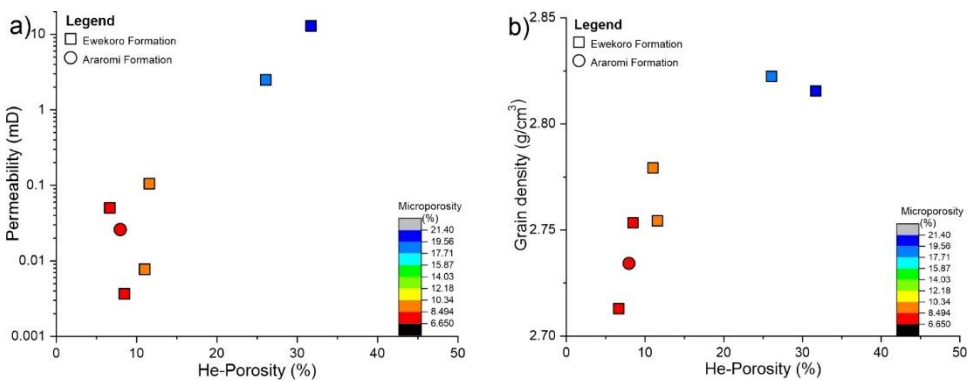 a)
Legend
Ewekoro Formation
Araromi Formation
10
1
0.1
0.01
0.001
Permeability (mD)
Microporosity
(%)
21.40
19.56
17.71
15.87
14.03
12.18
10.34
8.494
6.650
0 10 20 30 40 50
He-Porosity (%)
b)
Legend
Ewekoro Formation
Araromi Formation
2.85
2.80
2.75
2.70
Grain density (g/cm³)
Microporosity
(%)
21.40
19.56
17.71
15.87
14.03
12.18
10.34
8.494
6.650
0 10 20 30 40 50
He-Porosity (%)